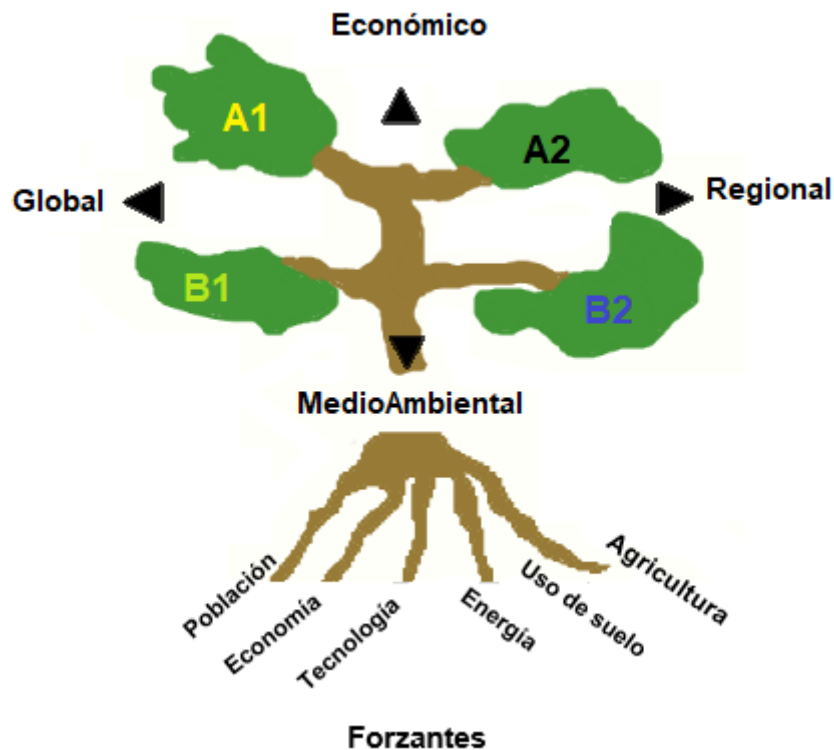 Económico
A1
A2
Global
Regional
B1
B2
MedioAmbiental
Población
Economía
Tecnología
Energía
Uso de suelo
Agricultura
Forzantes